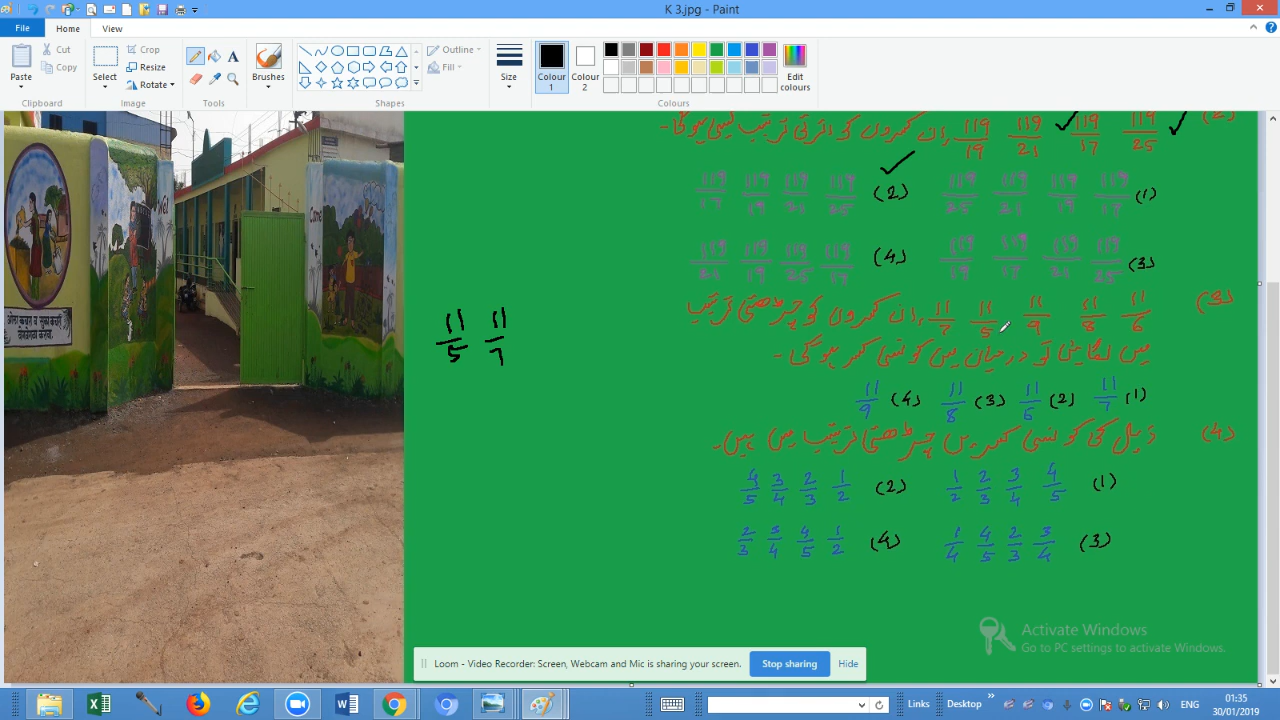 K 3.jpg - Paint
File Home View
Paste Cut Copy Clipboard
Select Crop Resize Rotate Image
Tools
Brushes
Shapes Outline Fill
Size
Colour 1 Colour 2 Edit colours
Colours
119/25 119/17 119/21 119/19 ان کسروں کو اترتی ترتیب
(1) 119/17 119/19 119/21 119/25
(2) 119/25 119/21 119/19 119/17
(3) 119/25 119/21 119/17 119/19
(4) 119/17 119/25 119/19 119/21
(3) 11/6 11/8 11/9 11/5 11/7 ,ان کسروں کو چڑھتی ترتیب
میں لگائیں تو درمیان میں کونسی کسر ہوگی-
(1) 11/7 (2) 11/6 (3) 11/8 (4) 11/9
(4) ذیل کی کونسی کسریں چڑھتی ترتیب میں ہیں-
(1) 4/5 3/4 2/3 1/2
(2) 1/2 2/3 3/4 4/5
(3) 3/4 2/3 4/5 1/4
(4) 1/2 4/5 3/4 2/3
11/5 11/7
Activate Windows
Go to PC settings to activate Windows.
Loom - Video Recorder: Screen, Webcam and Mic is sharing your screen. Stop sharing Hide
Links Desktop ENG 01:35
30/01/2019